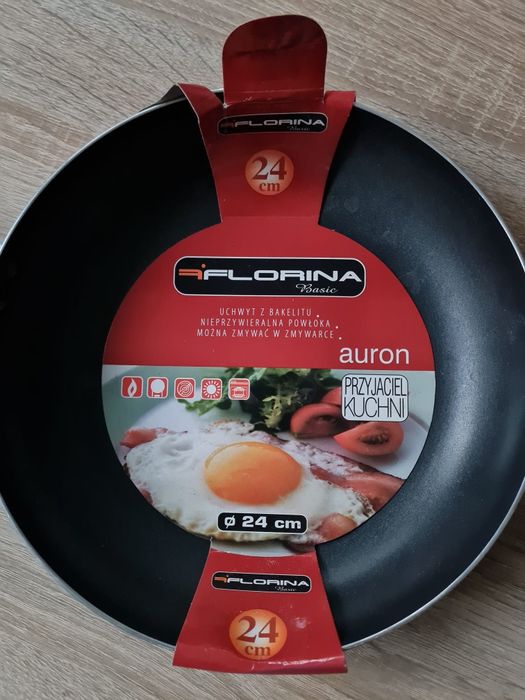 FLORINA
Basic
24
cm
FLORINA
Basic
UCHWYT Z BAKELITU
NIEPRZYWIERALNA POWŁOKA
MOŻNA ZMYWAĆ W ZMYWARCE
auron
PRZYJACIEL
KUCHNI
ø 24 cm
FLORINA
Basic
24
cm